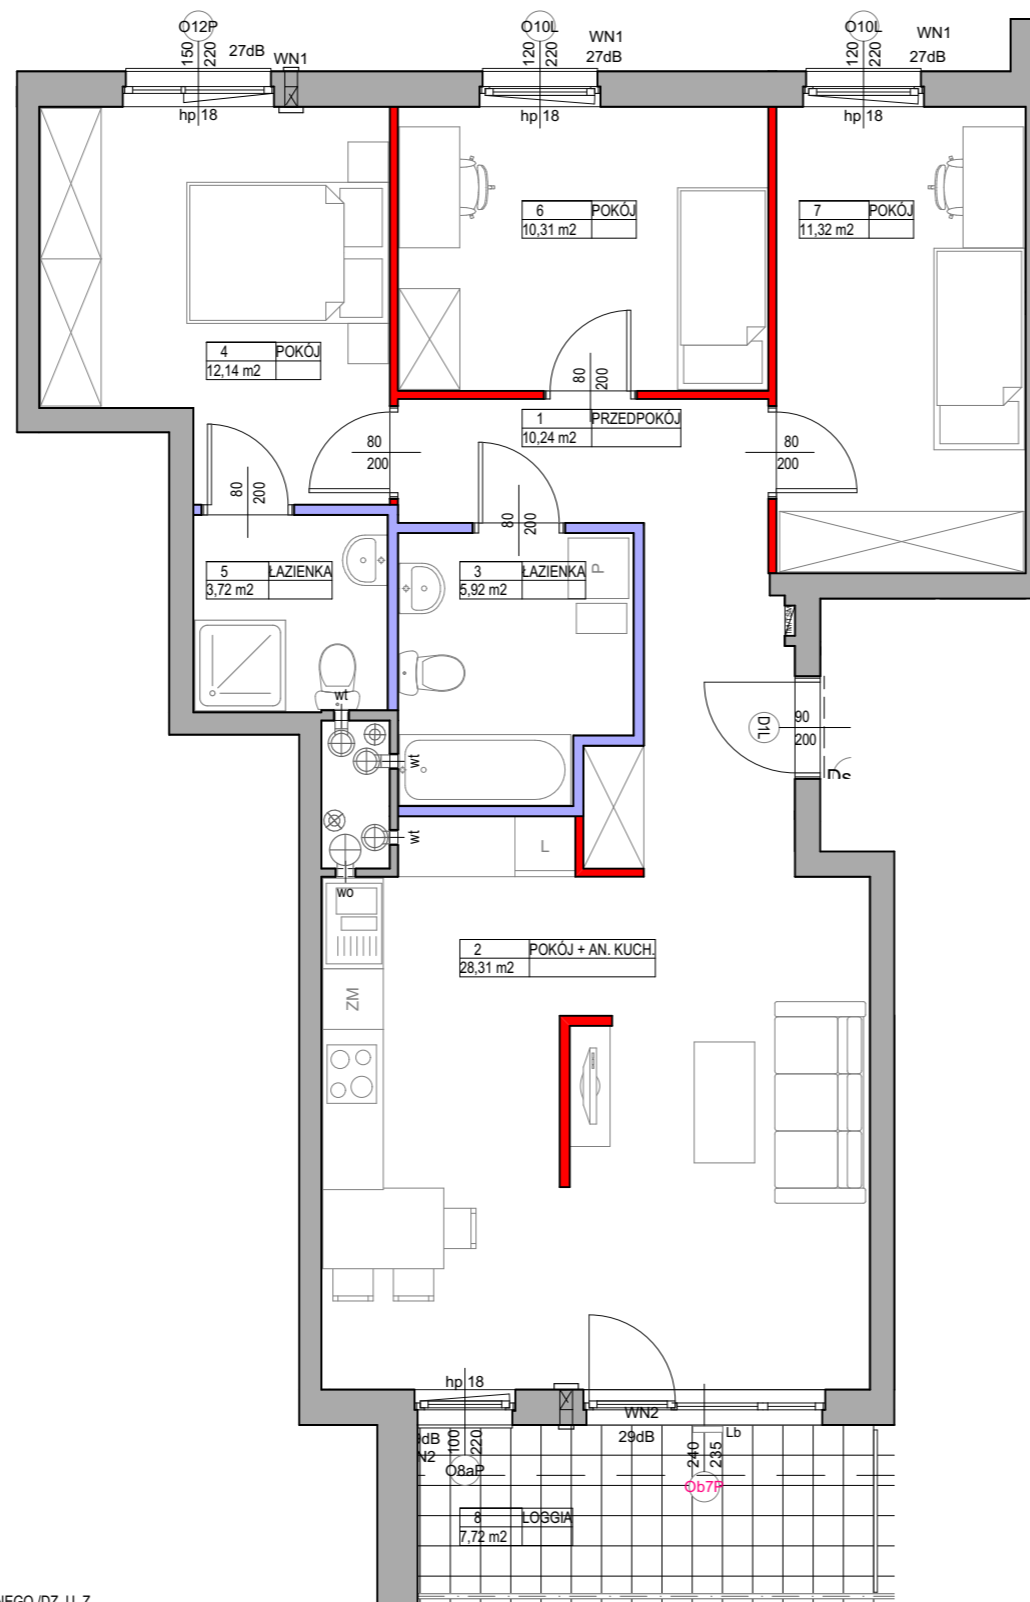 O12P
150
220
27dB
WN1
hp 18
O10L
120
220
WN1
27dB
hp 18
O10L
120
220
WN1
27dB
hp 18
6 POKÓJ
10,31 m2
7 POKÓJ
11,32 m2
4 POKÓJ
12,14 m2
80
200
1 PRZEDPOKÓJ
10,24 m2
80
200
80
200
80
200
80
200
5 ŁAZIENKA
3,72 m2
3 ŁAZIENKA
5,92 m2
P
wt
wt
wt
wo
D1L
90
200
Ds
L
2 POKÓJ + AN. KUCH.
28,31 m2
ZM
hp 18
100
220
O8aP
WN2
29dB
240
235
Lb
Ob7P
8 LOGGIA
7,72 m2